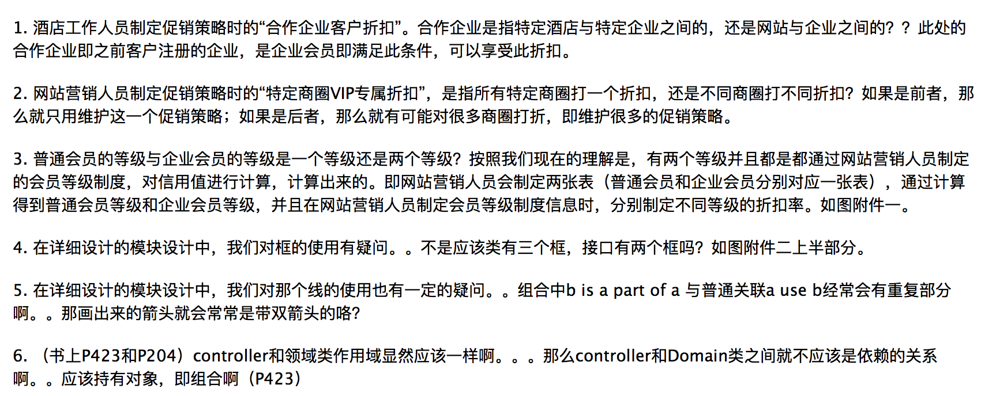 1. 酒店工作人员制定促销策略时的“合作企业客户折扣”。合作企业是指特定酒店与特定企业之间的，还是网站与企业之间的？？此处的
合作企业即之前客户注册的企业，是企业会员即满足此条件，可以享受此折扣。
2. 网站营销人员制定促销策略时的“特定商圈VIP专属折扣”，是指所有特定商圈打一个折扣，还是不同商圈打不同折扣？如果是前者，那
么就只用维护这一个促销策略；如果是后者，那么就有可能对很多商圈打折，即维护很多的促销策略。
3. 普通会员的等级与企业会员的等级是一个等级还是两个等级？按照我们现在的理解是，有两个等级并且都是都通过网站营销人员制定
的会员等级制度，对信用值进行计算，计算出来的。即网站营销人员会制定两张表（普通会员和企业会员分别对应一张表），通过计算
得到普通会员等级和企业会员等级，并且在网站营销人员制定会员等级制度信息时，分别制定不同等级的折扣率。如图附件一。
4. 在详细设计的模块设计中，我们对框的使用有疑问。。不是应该类有三个框，接口有两个框吗？如图附件二上半部分。
5. 在详细设计的模块设计中，我们对那个线的使用也有一定的疑问。。组合中b is a part of a 与普通关联a use b经常会有重复部分
啊。。那画出来的箭头就会常常是带双箭头的咯？
6. （书上P423和P204）controller和领域类作用域显然应该一样啊。。。那么controller和Domain类之间就不应该是依赖的关系
啊。。应该持有对象，即组合啊（P423）